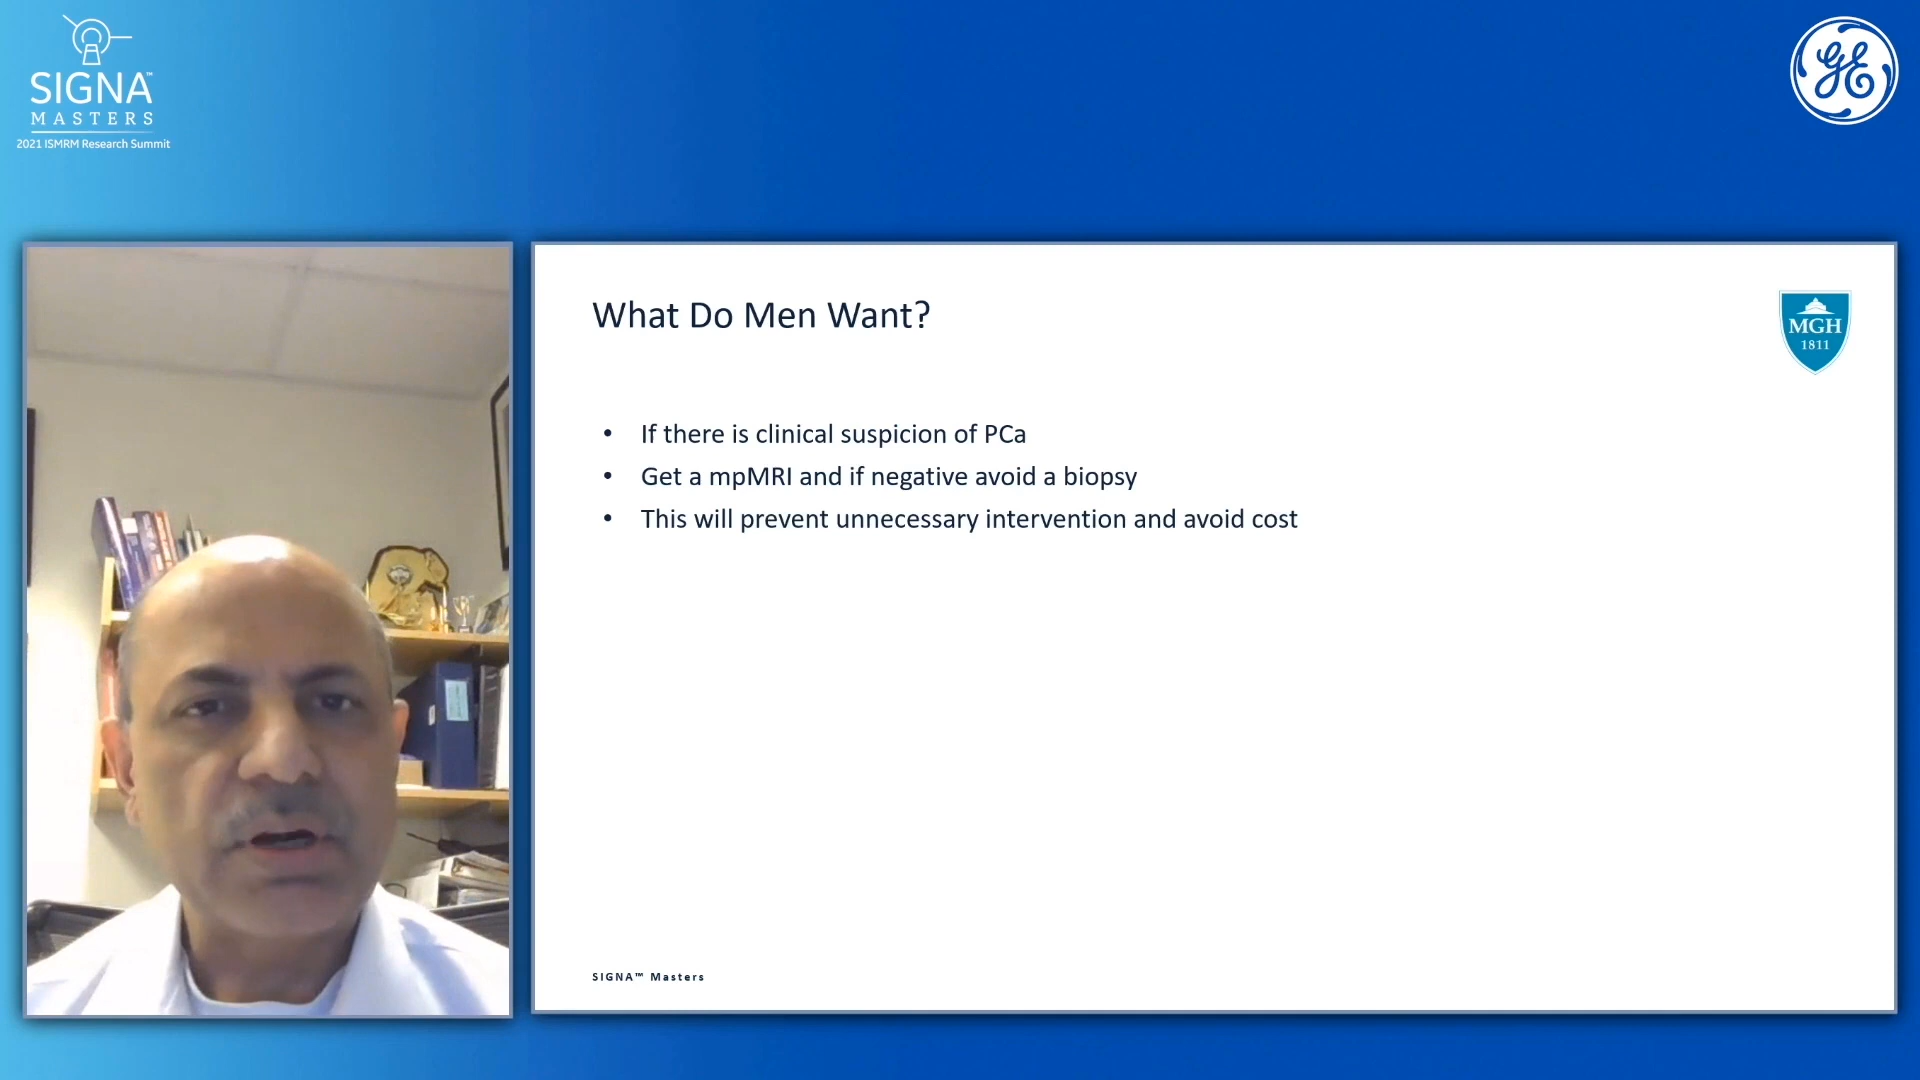 SIGNA™
MASTERS
2021 ISMRM Research Summit
GE
What Do Men Want?
MGH
1811
• If there is clinical suspicion of PCa
• Get a mpMRI and if negative avoid a biopsy
• This will prevent unnecessary intervention and avoid cost
SIGNA™ Masters